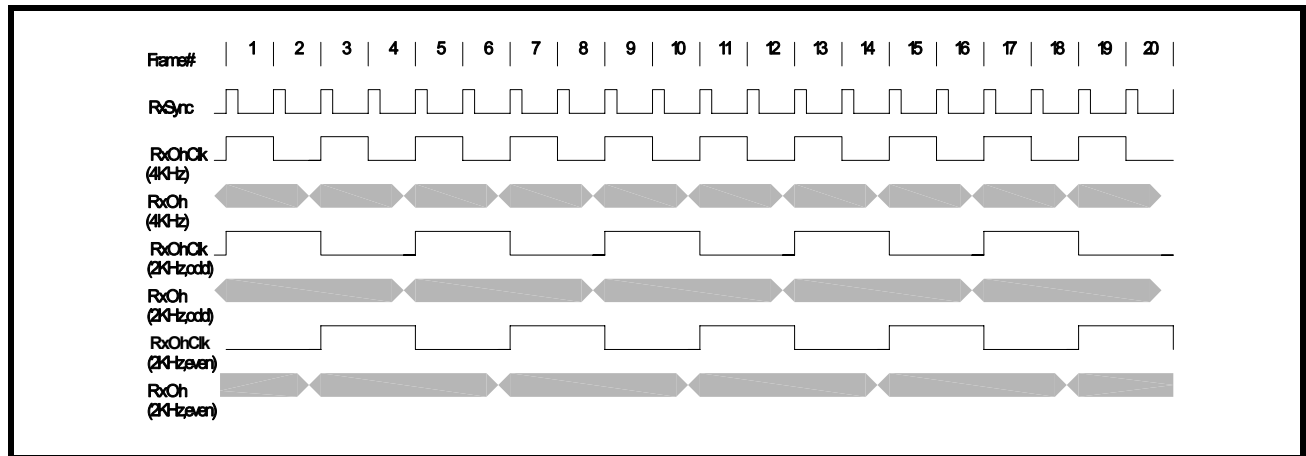 Frame# 1 2 3 4 5 6 7 8 9 10 11 12 13 14 15 16 17 18 19 20
RxSync
RxOhClk
(4KHz)
RxOh
(4KHz)
RxOhClk
(2KHz,odd)
RxOh
(2KHz,odd)
RxOhClk
(2KHz,even)
RxOh
(2KHz,even)